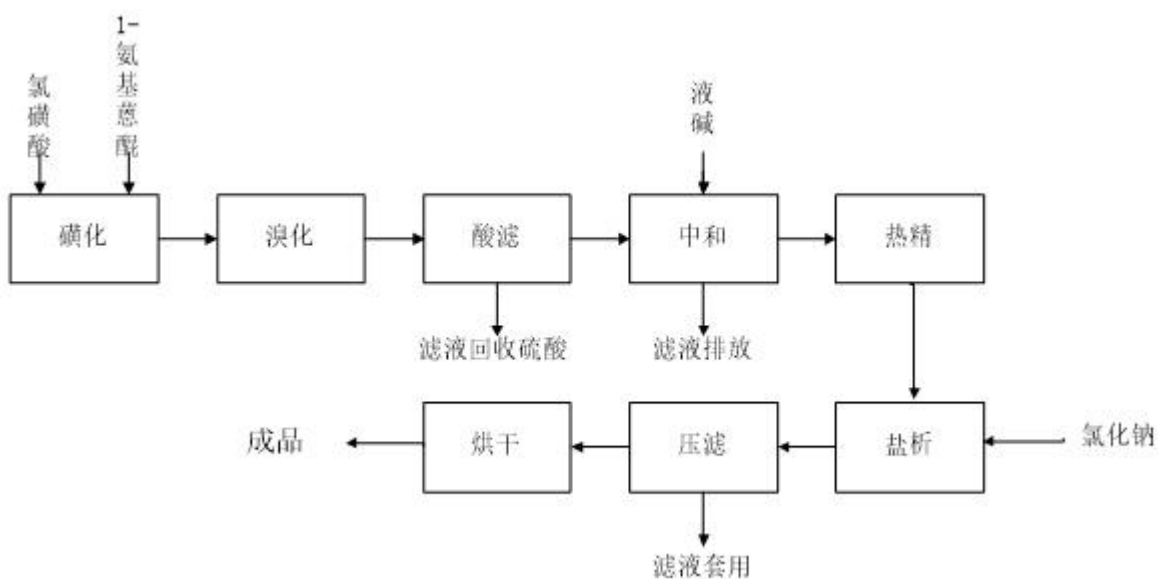 1-氨基蒽醌
氯磺酸
液碱
磺化
溴化
酸滤
中和
热精
滤液回收硫酸
滤液排放
成品
烘干
压滤
盐析
氯化钠
滤液套用